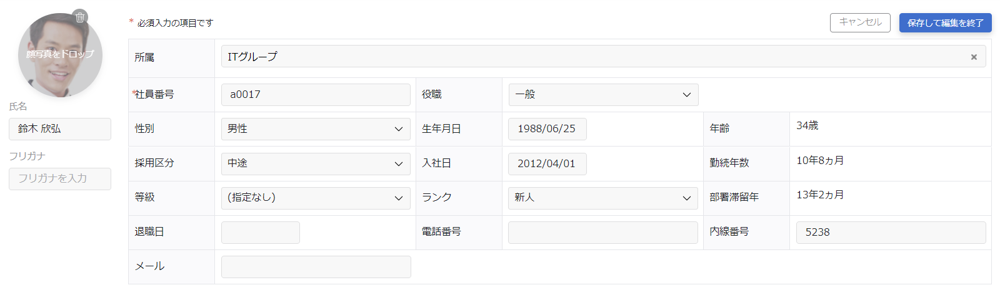 顔写真をドロップ
氏名
鈴木 欣弘
フリガナ
フリガナを入力
* 必須入力の項目です
キャンセル
保存して編集を終了
所属
ITグループ
*社員番号
a0017
役職
一般
性別
男性
生年月日
1988/06/25
年齢
34歳
採用区分
中途
入社日
2012/04/01
勤続年数
10年8ヵ月
等級
(指定なし)
ランク
新人
部署滞留年
13年2ヵ月
退職日
電話番号
内線番号
5238
メール